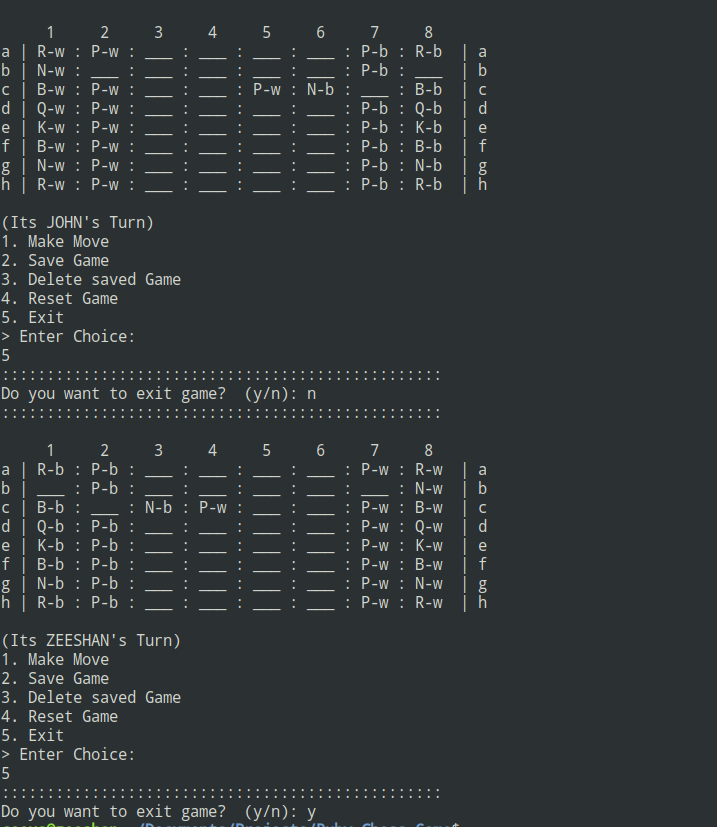 1 2 3 4 5 6 7 8
a | R-w : P-w : ___ : ___ : ___ : ___ : P-b : R-b | a
b | N-w : ___ : ___ : ___ : ___ : ___ : P-b : ___ | b
c | B-w : P-w : ___ : ___ : P-w : N-b : ___ : B-b | c
d | Q-w : P-w : ___ : ___ : ___ : ___ : P-b : Q-b | d
e | K-w : P-w : ___ : ___ : ___ : ___ : P-b : K-b | e
f | B-w : P-w : ___ : ___ : ___ : ___ : P-b : B-b | f
g | N-w : P-w : ___ : ___ : ___ : ___ : P-b : N-b | g
h | R-w : P-w : ___ : ___ : ___ : ___ : P-b : R-b | h
(Its JOHN's Turn)
1. Make Move
2. Save Game
3. Delete saved Game
4. Reset Game
5. Exit
> Enter Choice:
5
:::::::::::::::::::::::::::::::::::::::::::::::::
Do you want to exit game?  (y/n): n
:::::::::::::::::::::::::::::::::::::::::::::::::
1 2 3 4 5 6 7 8
a | R-b : P-b : ___ : ___ : ___ : ___ : P-w : R-w | a
b | ___ : P-b : ___ : ___ : ___ : ___ : ___ : N-w | b
c | B-b : ___ : N-b : P-w : ___ : ___ : P-w : B-w | c
d | Q-b : P-b : ___ : ___ : ___ : ___ : P-w : Q-w | d
e | K-b : P-b : ___ : ___ : ___ : ___ : P-w : K-w | e
f | B-b : P-b : ___ : ___ : ___ : ___ : P-w : B-w | f
g | N-b : P-b : ___ : ___ : ___ : ___ : P-w : N-w | g
h | R-b : P-b : ___ : ___ : ___ : ___ : P-w : R-w | h
(Its ZEESHAN's Turn)
1. Make Move
2. Save Game
3. Delete saved Game
4. Reset Game
5. Exit
> Enter Choice:
5
:::::::::::::::::::::::::::::::::::::::::::::::::
Do you want to exit game?  (y/n): y